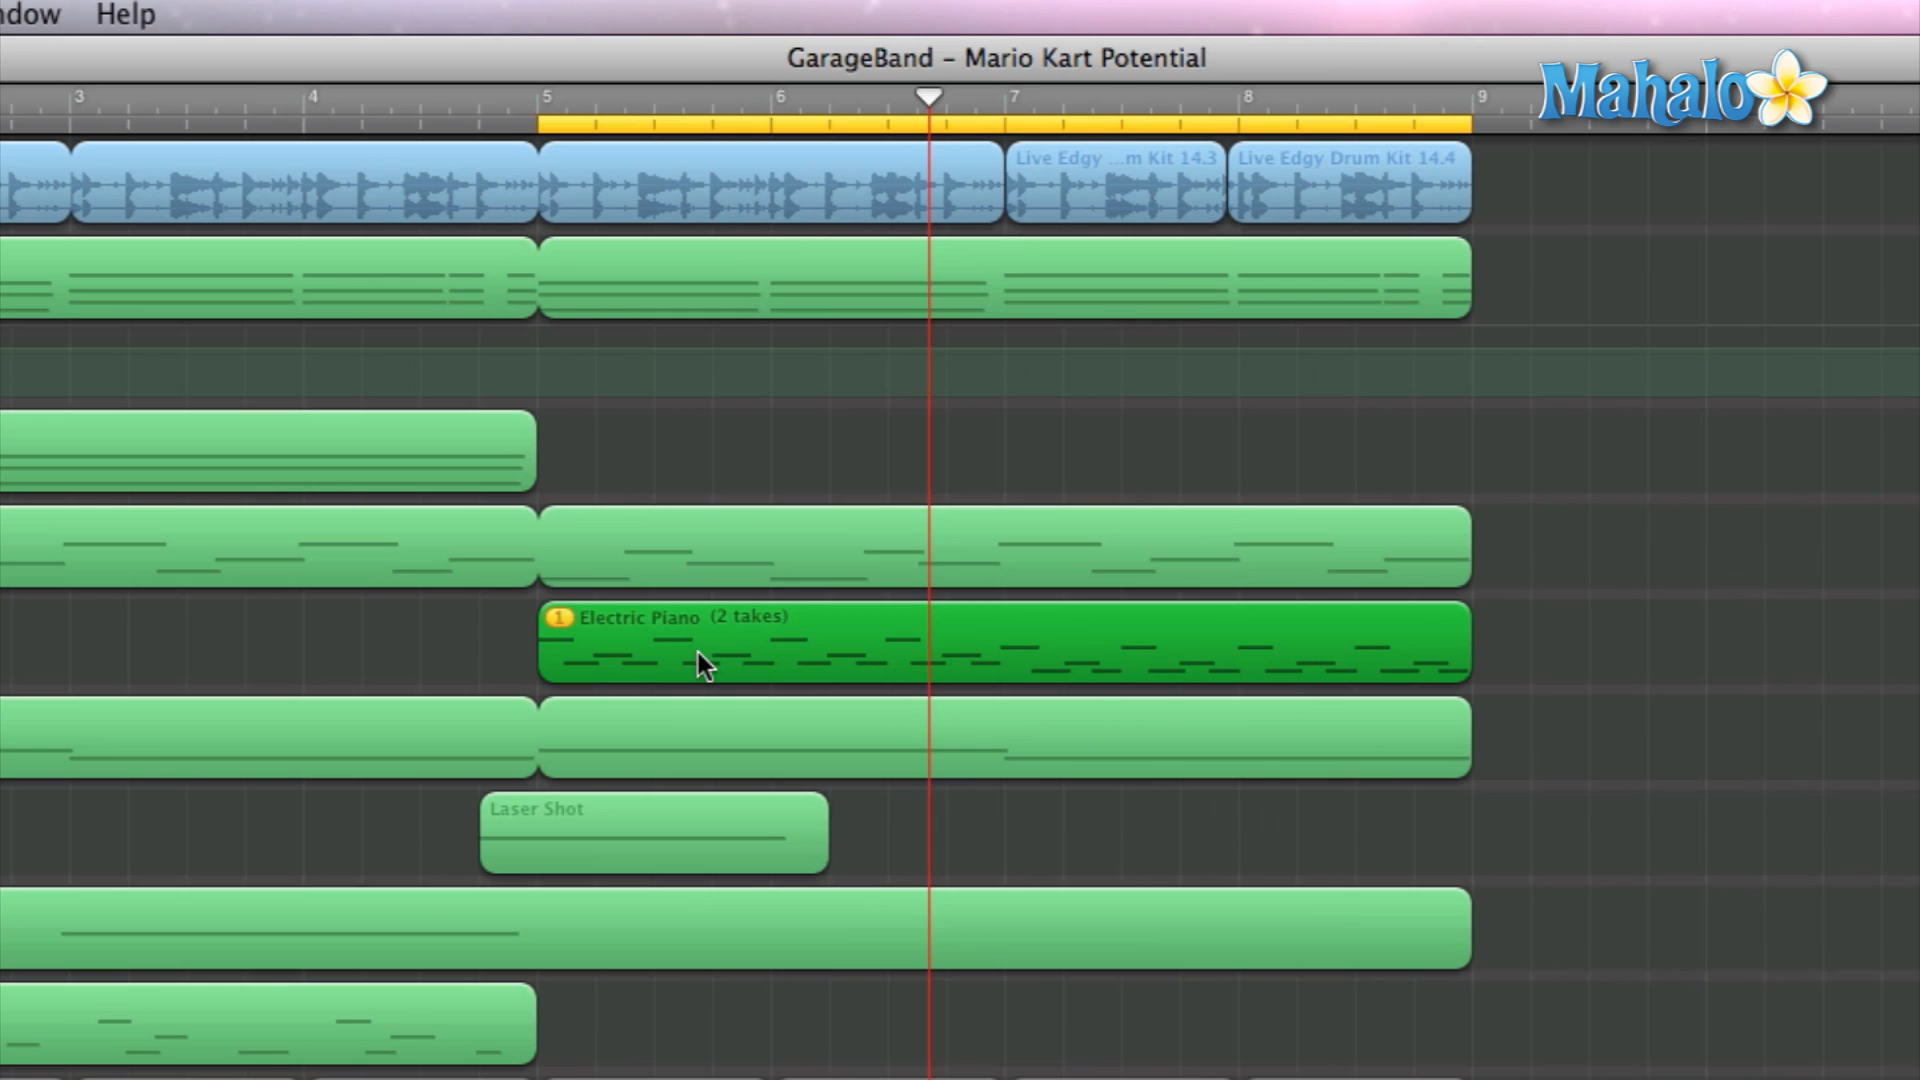 ndow Help
GarageBand – Mario Kart Potential
Mahalo
3 4 5 6 7 8 9
Live Edgy ...m Kit 14.3 Live Edgy Drum Kit 14.4
1 Electric Piano (2 takes)
Laser Shot